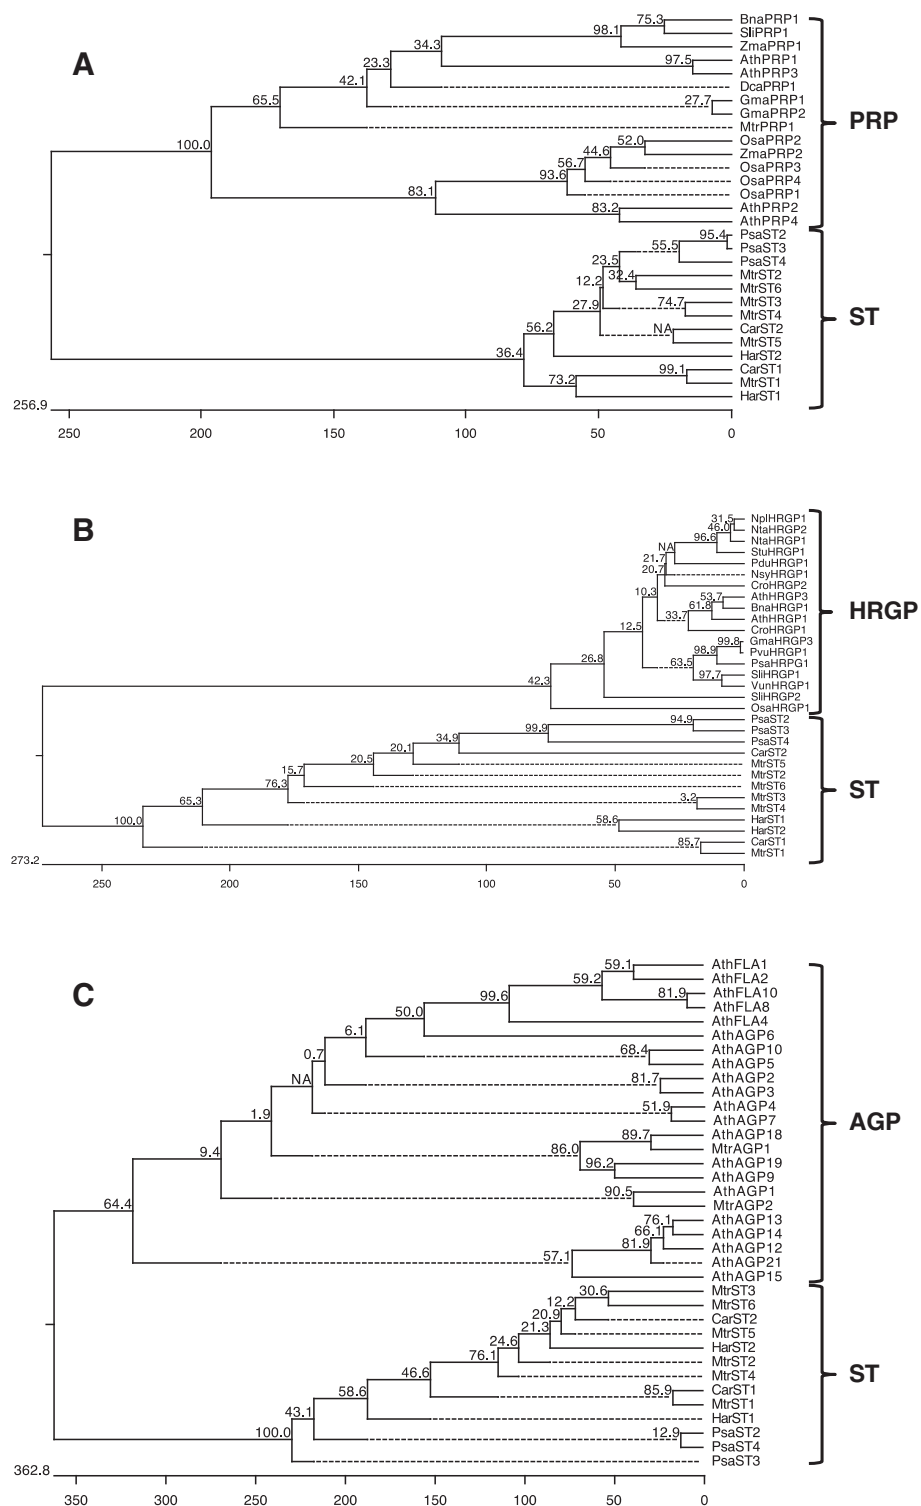 A
75.3
BnaPRP1
98.1
SliPRP1
34.3
ZmaPRP1
97.5
AthPRP1
23.3
AthPRP3
42.1
DcaPRP1
65.5
27.7
GmaPRP1
GmaPRP2
PRP
MtrPRP1
100.0
52.0
OsaPRP2
44.6
ZmaPRP2
56.7
OsaPRP3
93.6
OsaPRP4
83.1
OsaPRP1
83.2
AthPRP2
AthPRP4
95.4
PsaST2
55.5
PsaST3
23.5
PsaST4
32.4
MtrST2
12.2
MtrST6
27.9
74.7
MtrST3
MtrST4
ST
56.2
NA
CarST2
MtrST5
36.4
HarST2
99.1
CarST1
73.2
MtrST1
HarST1
256.9
250 200 150 100 50 0
B
31.5
NplHRGP1
46.0
NtaHRGP2
96.6
NtaHRGP1
NA
StuHRGP1
21.7
PduHRGP1
20.7
NsyHRGP1
CroHRGP2
10.3
53.7
AthHRGP3
61.8
BnaHRGP1
33.7
AthHRGP1
HRGP
12.5
CroHRGP1
99.8
GmaHRGP3
98.9
PvuHRGP1
26.8
63.5
PsaHRPG1
97.7
SliHRGP1
42.3
VunHRGP1
SliHRGP2
OsaHRGP1
94.9
PsaST2
99.9
PsaST3
34.9
PsaST4
20.1
CarST2
20.5
MtrST5
15.7
MtrST2
76.3
MtrST6
ST
65.3
3.2
MtrST3
MtrST4
100.0
58.6
HarST1
HarST2
85.7
CarST1
MtrST1
273.2
250 200 150 100 50 0
C
59.1
AthFLA1
59.2
AthFLA2
99.6
81.9
AthFLA10
AthFLA8
50.0
AthFLA4
6.1
AthAGP6
0.7
68.4
AthAGP10
AthAGP5
NA
81.7
AthAGP2
AthAGP3
1.9
51.9
AthAGP4
AthAGP7
AGP
89.7
AthAGP18
9.4
86.0
MtrAGP1
96.2
AthAGP19
AthAGP9
64.4
90.5
AthAGP1
MtrAGP2
76.1
AthAGP13
66.1
AthAGP14
81.9
AthAGP12
57.1
AthAGP21
AthAGP15
30.6
MtrST3
12.2
MtrST6
20.9
CarST2
21.3
MtrST5
24.6
HarST2
76.1
MtrST2
46.6
MtrST4
ST
58.6
85.9
CarST1
MtrST1
43.1
HarST1
100.0
12.9
PsaST2
PsaST4
PsaST3
362.8
350 300 250 200 150 100 50 0